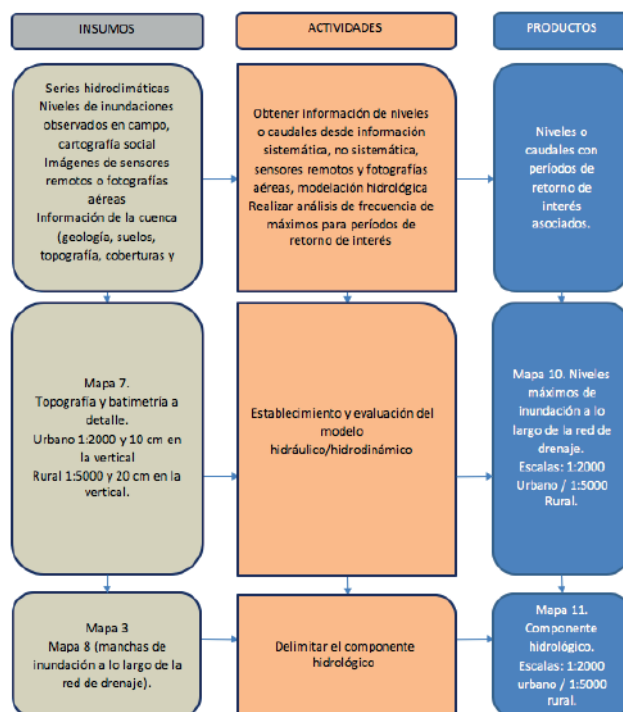 INSUMOS
ACTIVIDADES
PRODUCTOS
Series hidroclimáticas
Niveles de inundaciones
observados en campo,
cartografía social
Imágenes de sensores
remotos o fotografías
aéreas
Información de la cuenca
(geología, suelos,
topografía, coberturas y
Obtener información de niveles
o caudales desde información
sistemática, no sistemática,
sensores remotos y fotografías
aéreas, modelación hidrológica
Realizar análisis de frecuencia de
máximos para períodos de
retorno de interés
Niveles o
caudales con
períodos de
retorno de
interés
asociados.
Mapa 7.
Topografía y batimetría a
detalle.
Urbano 1:2000 y 10 cm en
la vertical
Rural 1:5000 y 20 cm en la
vertical.
Establecimiento y evaluación del
modelo
hidráulico/hidrodinámico
Mapa 10. Niveles
máximos de
inundación a lo
largo de la red de
drenaje.
Escalas: 1:2000
Urbano / 1:5000
Rural.
Mapa 3
Mapa 8 (manchas de
inundación a lo largo de la
red de drenaje).
Delimitar el componente
hidrológico
Mapa 11.
Componente
hidrológico.
Escalas: 1:2000
urbano / 1:5000
rural.